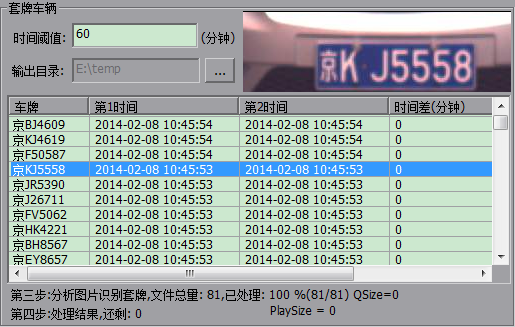 套牌车辆
时间阈值: 60 (分钟)
京K J5558
输出目录: E:\temp ...
车牌 第1时间 第2时间 时间差(分钟)
京BJ4609 2014-02-08 10:45:54 2014-02-08 10:45:54 0
京KJ4619 2014-02-08 10:45:54 2014-02-08 10:45:54 0
京F50587 2014-02-08 10:45:54 2014-02-08 10:45:54 0
京KJ5558 2014-02-08 10:45:53 2014-02-08 10:45:53 0
京JR5390 2014-02-08 10:45:53 2014-02-08 10:45:53 0
京J26711 2014-02-08 10:45:53 2014-02-08 10:45:53 0
京FV5062 2014-02-08 10:45:53 2014-02-08 10:45:53 0
京HK4221 2014-02-08 10:45:53 2014-02-08 10:45:53 0
京BH8567 2014-02-08 10:45:53 2014-02-08 10:45:53 0
京EY8657 2014-02-08 10:45:53 2014-02-08 10:45:53 0
第三步:分析图片识别套牌,文件总量: 81,已处理: 100 %(81/81) QSize=0
第四步:处理结果,还剩: 0 PlaySize = 0